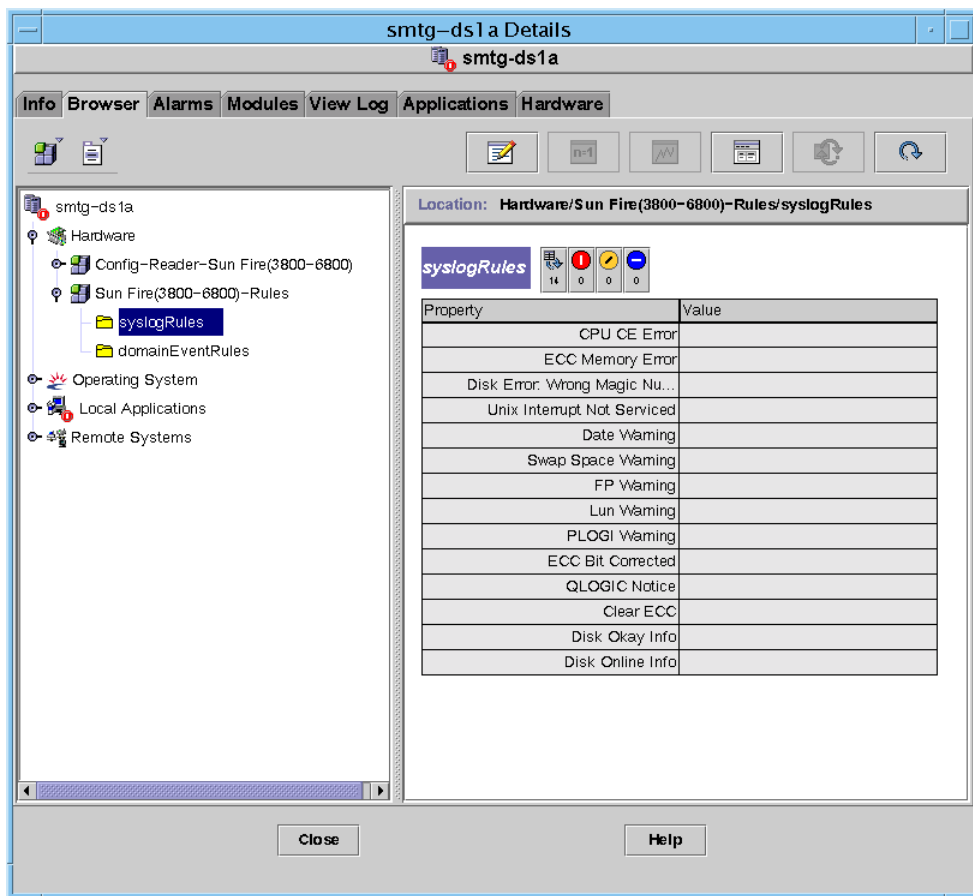 smtg-ds1a Details
smtg-ds1a
Info Browser Alarms Modules View Log Applications Hardware
n=1
smtg-ds1a
Hardware
Config-Reader-Sun Fire(3800-6800)
Sun Fire(3800-6800)-Rules
syslogRules
domainEventRules
Operating System
Local Applications
Remote Systems
Location: Hardware/Sun Fire(3800-6800)-Rules/syslogRules
syslogRules
14 0 0 0
Property Value
CPU CE Error
ECC Memory Error
Disk Error: Wrong Magic Nu...
Unix Interrupt Not Serviced
Date Warning
Swap Space Warning
FP Warning
Lun Warning
PLOGI Warning
ECC Bit Corrected
QLOGIC Notice
Clear ECC
Disk Okay Info
Disk Online Info
Close Help